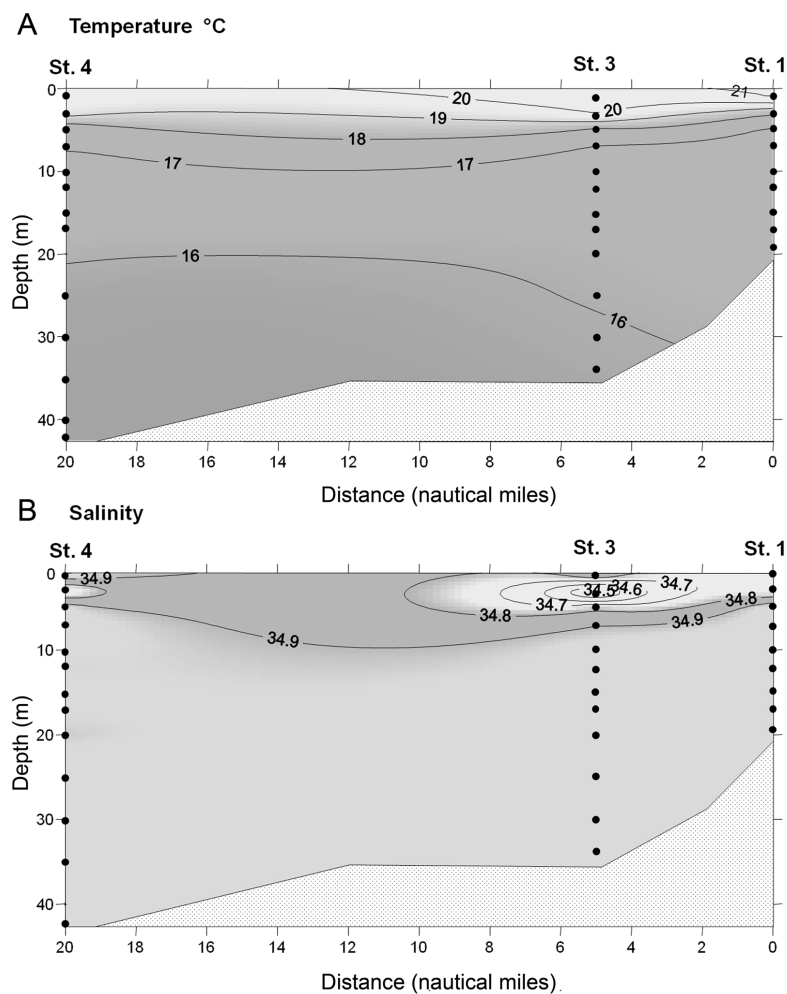 A Temperature °C
St. 4 St. 3 St. 1
0
10
20
30
40
Depth (m)
20 21
19 20
18
17 17
16
16
20 18 16 14 12 10 8 6 4 2 0
Distance (nautical miles)
B Salinity
St. 4 St. 3 St. 1
0
10
20
30
40
Depth (m)
34.9 34.5 34.6 34.7
34.7 34.8
34.8 34.9
34.9
20 18 16 14 12 10 8 6 4 2 0
Distance (nautical miles)